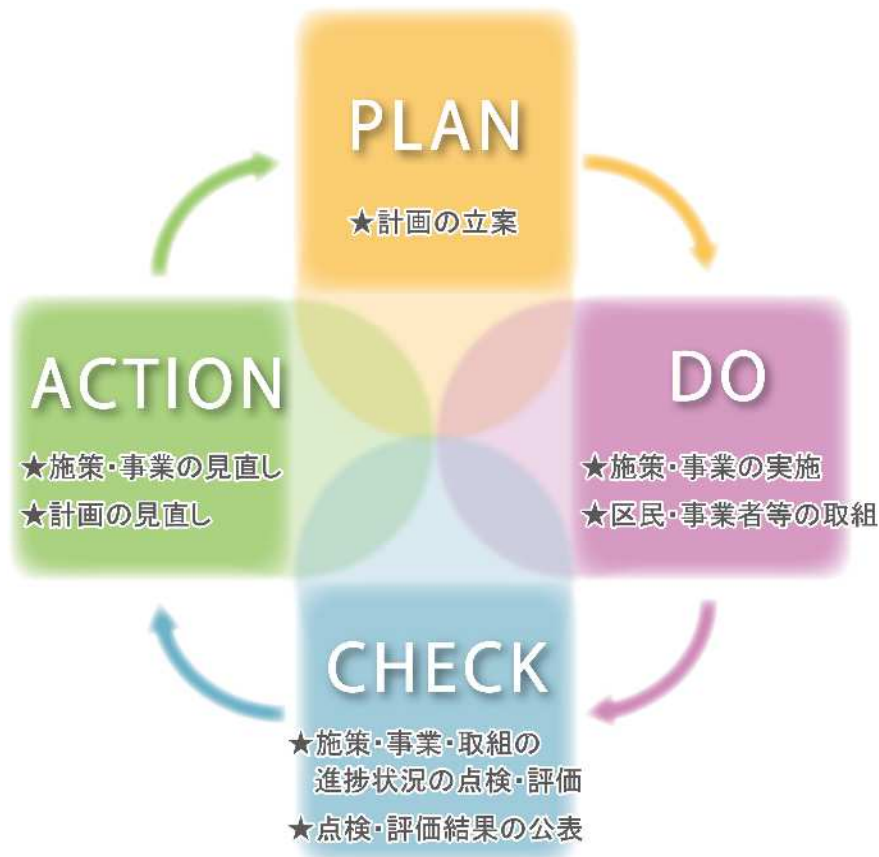 PLAN
★計画の立案
DO
★施策・事業の実施
★区民・事業者等の取組
CHECK
★施策・事業・取組の
進捗状況の点検・評価
★点検・評価結果の公表
ACTION
★施策・事業の見直し
★計画の見直し